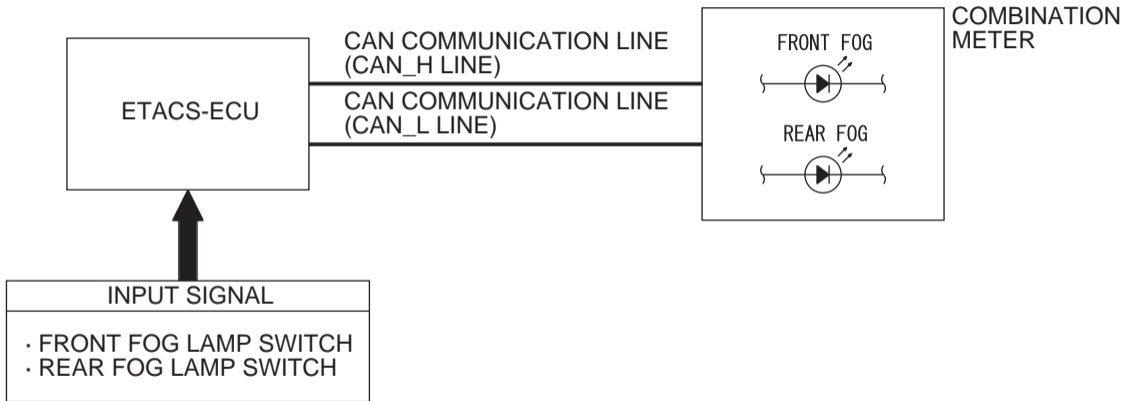 COMBINATION
METER
CAN COMMUNICATION LINE
(CAN_H LINE)
FRONT FOG
ETACS-ECU
CAN COMMUNICATION LINE
(CAN_L LINE)
REAR FOG
INPUT SIGNAL
· FRONT FOG LAMP SWITCH
· REAR FOG LAMP SWITCH